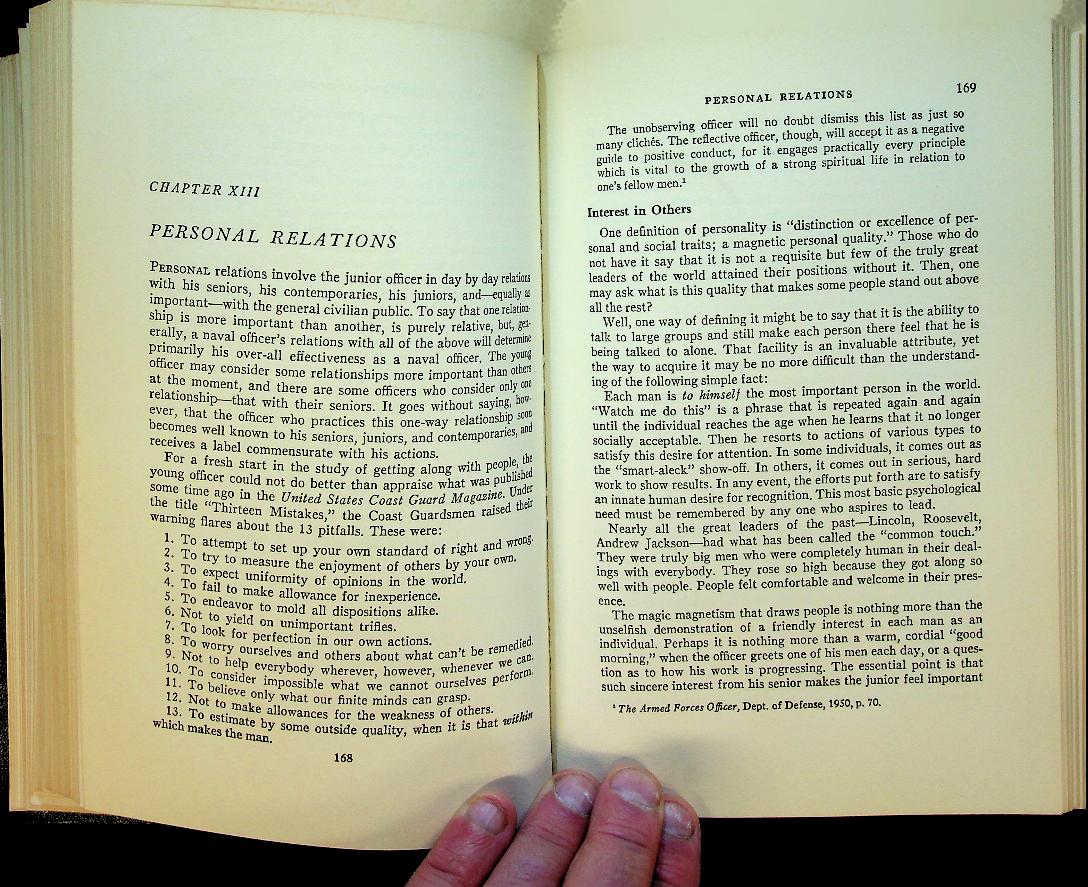 CHAPTER XIII
PERSONAL RELATIONS
PERSONAL relations involve the junior officer in day by day relations
with his seniors, his contemporaries, his juniors, and—equally as
important—with the general civilian public. To say that one relation-
ship is more important than another, is purely relative, but, gen-
erally, a naval officer's relations with all of the above will determine
primarily his over-all effectiveness as a naval officer. The young
officer may consider some relationships more important than others
at the moment, and there are some officers who consider only one
relationship—that with their seniors. It goes without saying, how-
ever, that the officer who practices this one-way relationship soon
becomes well known to his seniors, juniors, and contemporaries, and
receives a label commensurate with his actions.
For a fresh start in the study of getting along with people, the
young officer could not do better than appraise what was published
some time ago in the United States Coast Guard Magazine. Under
the title "Thirteen Mistakes," the Coast Guardsmen raised their
warning flares about the 13 pitfalls. These were:
1. To attempt to set up your own standard of right and wrong.
2. To try to measure the enjoyment of others by your own.
3. To expect uniformity of opinions in the world.
4. To fail to make allowance for inexperience.
5. To endeavor to mold all dispositions alike.
6. Not to yield on unimportant trifles.
7. To look for perfection in our own actions.
8. To worry ourselves and others about what can't be remedied.
9. Not to help everybody wherever, however, whenever we can.
10. To consider impossible what we cannot ourselves perform.
11. To believe only what our finite minds can grasp.
12. Not to make allowances for the weakness of others.
13. To estimate by some outside quality, when it is that within
which makes the man.
168
PERSONAL RELATIONS 169
The unobserving officer will no doubt dismiss this list as just so
many clichés. The reflective officer, though, will accept it as a negative
guide to positive conduct, for it engages practically every principle
which is vital to the growth of a strong spiritual life in relation to
one's fellow men.¹
Interest in Others
One definition of personality is "distinction or excellence of per-
sonal and social traits; a magnetic personal quality." Those who do
not have it say that it is not a requisite but few of the truly great
leaders of the world attained their positions without it. Then, one
may ask what is this quality that makes some people stand out above
all the rest?
Well, one way of defining it might be to say that it is the ability to
talk to large groups and still make each person there feel that he is
being talked to alone. That facility is an invaluable attribute, yet
the way to acquire it may be no more difficult than the understand-
ing of the following simple fact:
Each man is to himself the most important person in the world.
"Watch me do this" is a phrase that is repeated again and again
until the individual reaches the age when he learns that it no longer
socially acceptable. Then he resorts to actions of various types to
satisfy this desire for attention. In some individuals, it comes out as
the "smart-aleck" show-off. In others, it comes out in serious, hard
work to show results. In any event, the efforts put forth are to satisfy
an innate human desire for recognition. This most basic psychological
need must be remembered by any one who aspires to lead.
Nearly all the great leaders of the past—Lincoln, Roosevelt,
Andrew Jackson—had what has been called the "common touch."
They were truly big men who were completely human in their deal-
ings with everybody. They rose so high because they got along so
well with people. People felt comfortable and welcome in their pres-
ence.
The magic magnetism that draws people is nothing more than the
unselfish demonstration of a friendly interest in each man as an
individual. Perhaps it is nothing more than a warm, cordial "good
morning," when the officer greets one of his men each day, or a ques-
tion as to how his work is progressing. The essential point is that
such sincere interest from his senior makes the junior feel important
¹ The Armed Forces Officer, Dept. of Defense, 1950, p. 70.